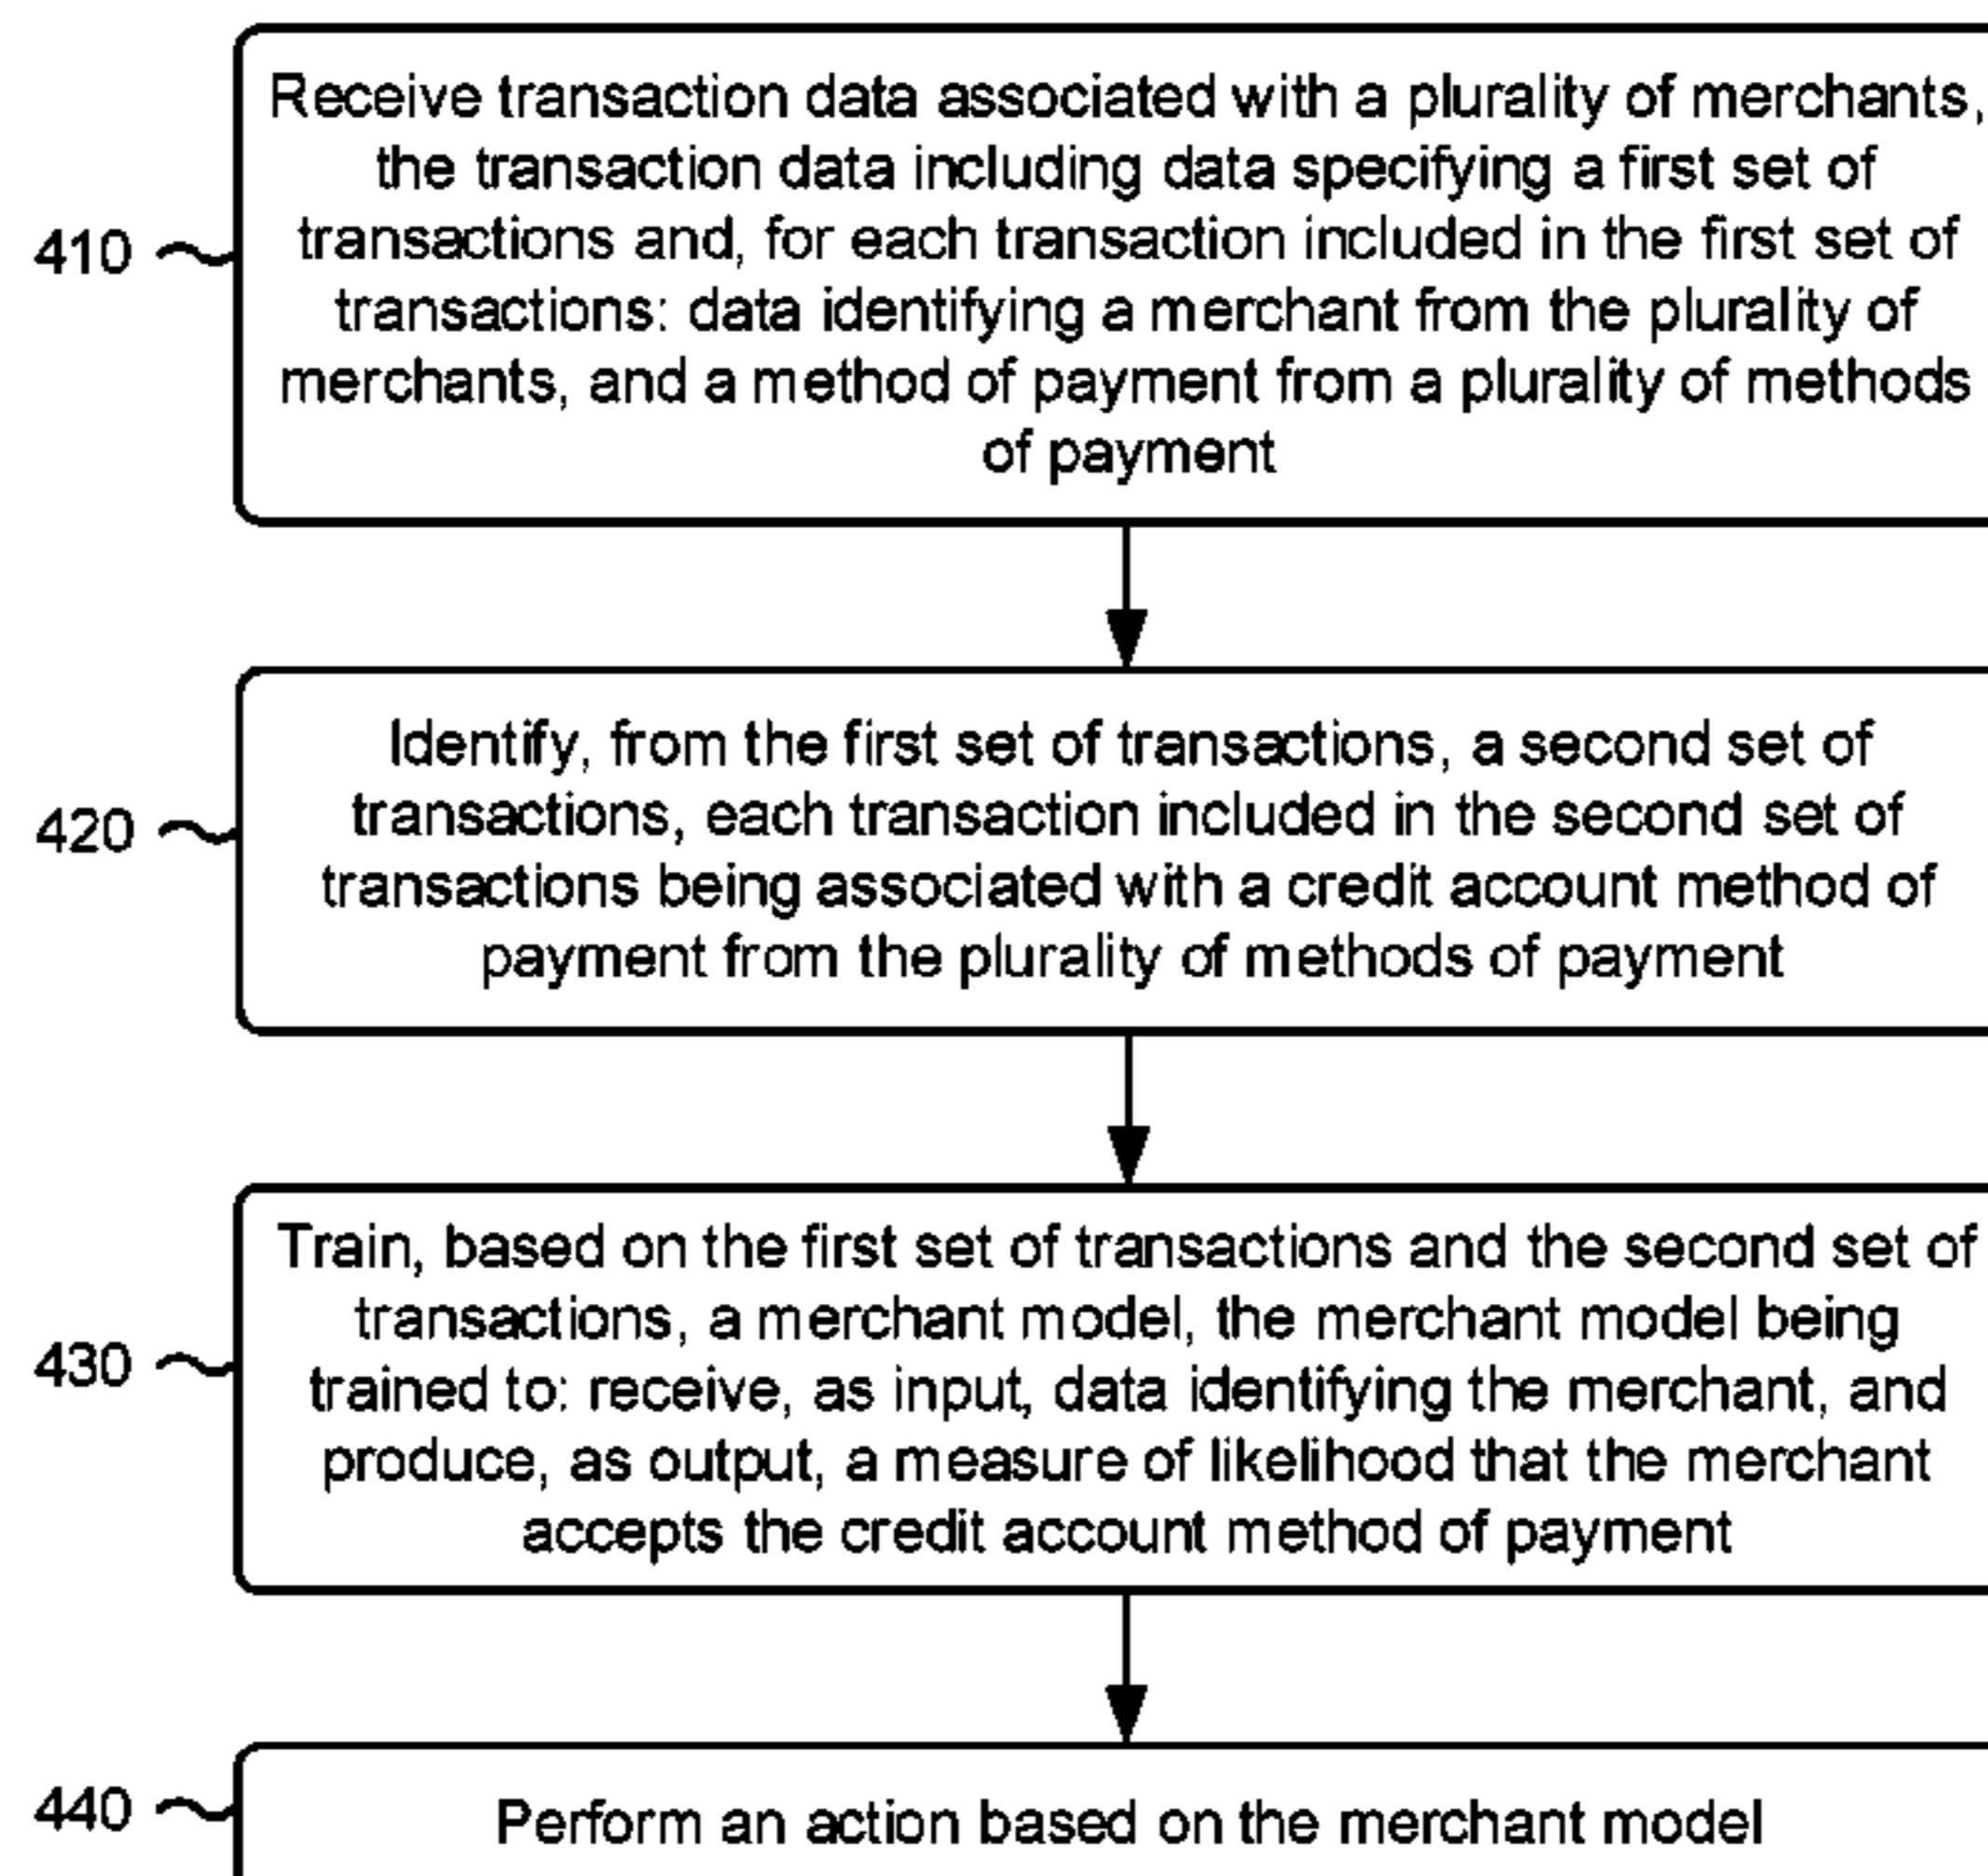 Receive transaction data associated with a plurality of merchants,
the transaction data including data specifying a first set of
transactions and, for each transaction included in the first set of
410
transactions: data identifying a merchant from the plurality of
merchants, and a method of payment from a plurality of methods
of payment
Identify, from the first set of transactions, a second set of
transactions, each transaction included in the second set of
420
transactions being associated with a credit account method of
payment from the plurality of methods of payment
Train, based on the first set of transactions and the second set of
transactions, a merchant model, the merchant model being
430
trained to: receive, as input, data identifying the merchant, and
produce, as output, a measure of likelihood that the merchant
accepts the credit account method of payment
440
Perform an action based on the merchant model